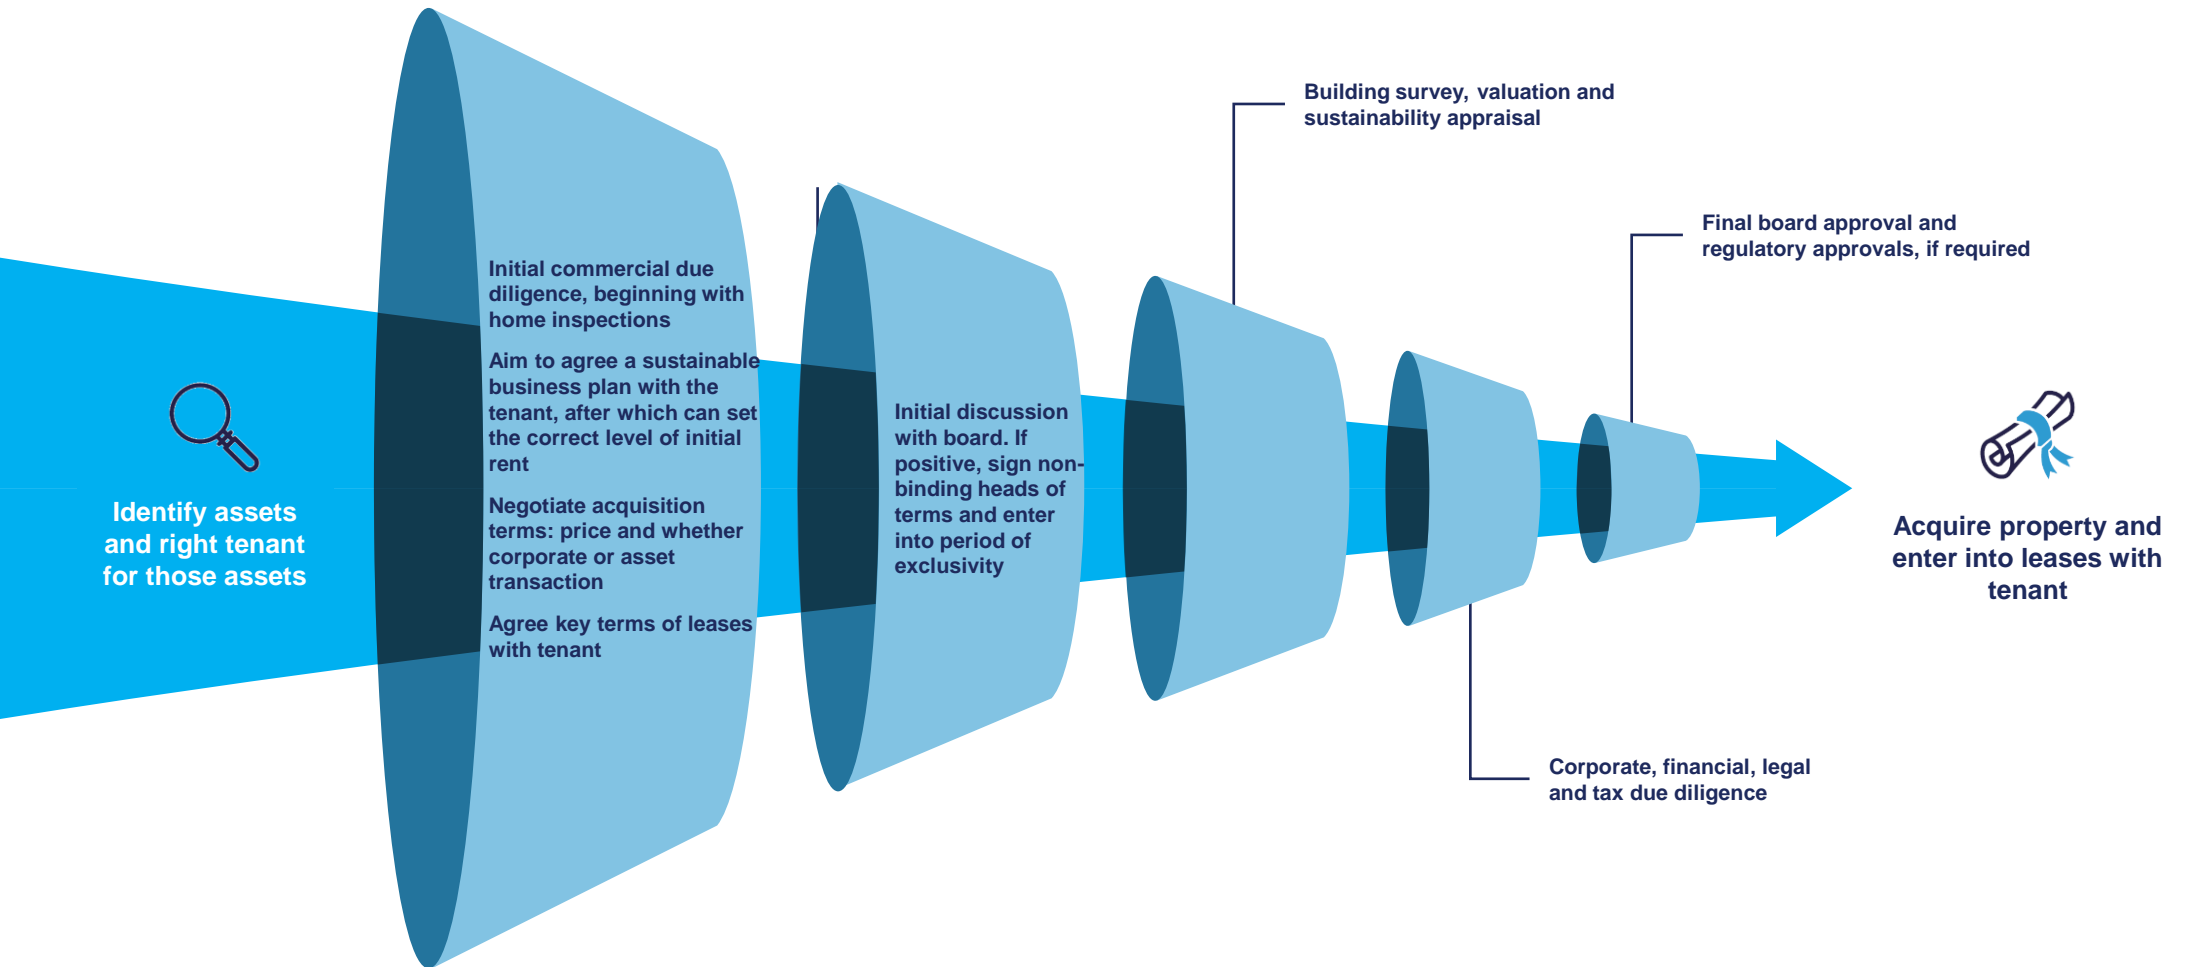 Identify assets
and right tenant
for those assets
Initial commercial due
diligence, beginning with
home inspections
Aim to agree a sustainable
business plan with the
tenant, after which can set
the correct level of initial
rent
Negotiate acquisition
terms: price and whether
corporate or asset
transaction
Agree key terms of leases
with tenant
Initial discussion
with board. If
positive, sign non-
binding heads of
terms and enter
into period of
exclusivity
Building survey, valuation and
sustainability appraisal
Corporate, financial, legal
and tax due diligence
Final board approval and
regulatory approvals, if required
Acquire property and
enter into leases with
tenant